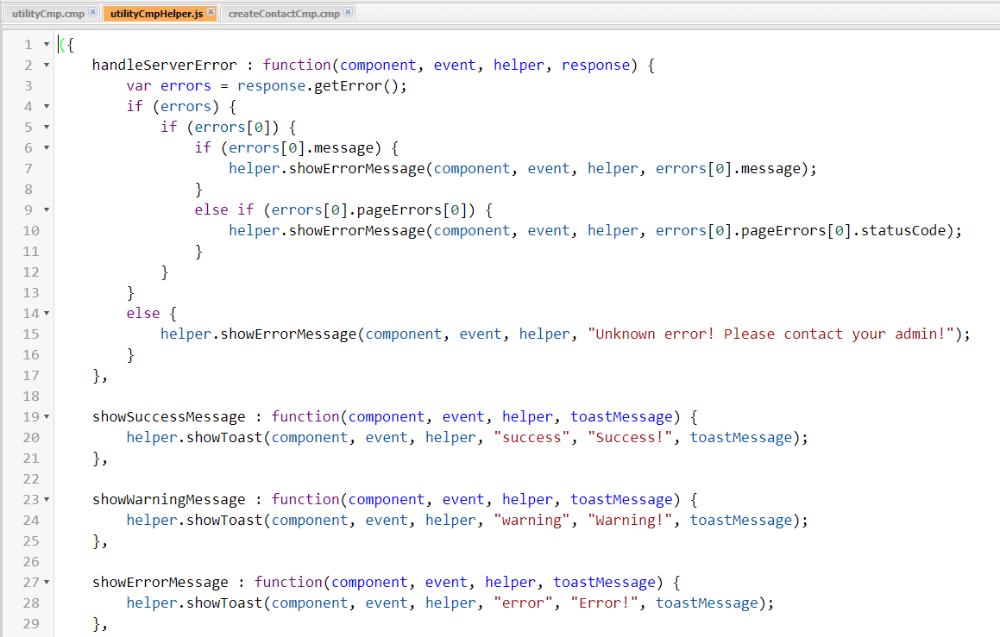 utilityCmp.cmp utilityCmpHelper.js createContactCmp.cmp
1 ({
2 handleServerError : function(component, event, helper, response) {
3 var errors = response.getError();
4 if (errors) {
5 if (errors[0]) {
6 if (errors[0].message) {
7 helper.showErrorMessage(component, event, helper, errors[0].message);
8 }
9 else if (errors[0].pageErrors[0]) {
10 helper.showErrorMessage(component, event, helper, errors[0].pageErrors[0].statusCode);
11 }
12 }
13 }
14 else {
15 helper.showErrorMessage(component, event, helper, "Unknown error! Please contact your admin!");
16 }
17 },
18
19 showSuccessMessage : function(component, event, helper, toastMessage) {
20 helper.showToast(component, event, helper, "success", "Success!", toastMessage);
21 },
22
23 showWarningMessage : function(component, event, helper, toastMessage) {
24 helper.showToast(component, event, helper, "warning", "Warning!", toastMessage);
25 },
26
27 showErrorMessage : function(component, event, helper, toastMessage) {
28 helper.showToast(component, event, helper, "error", "Error!", toastMessage);
29 },